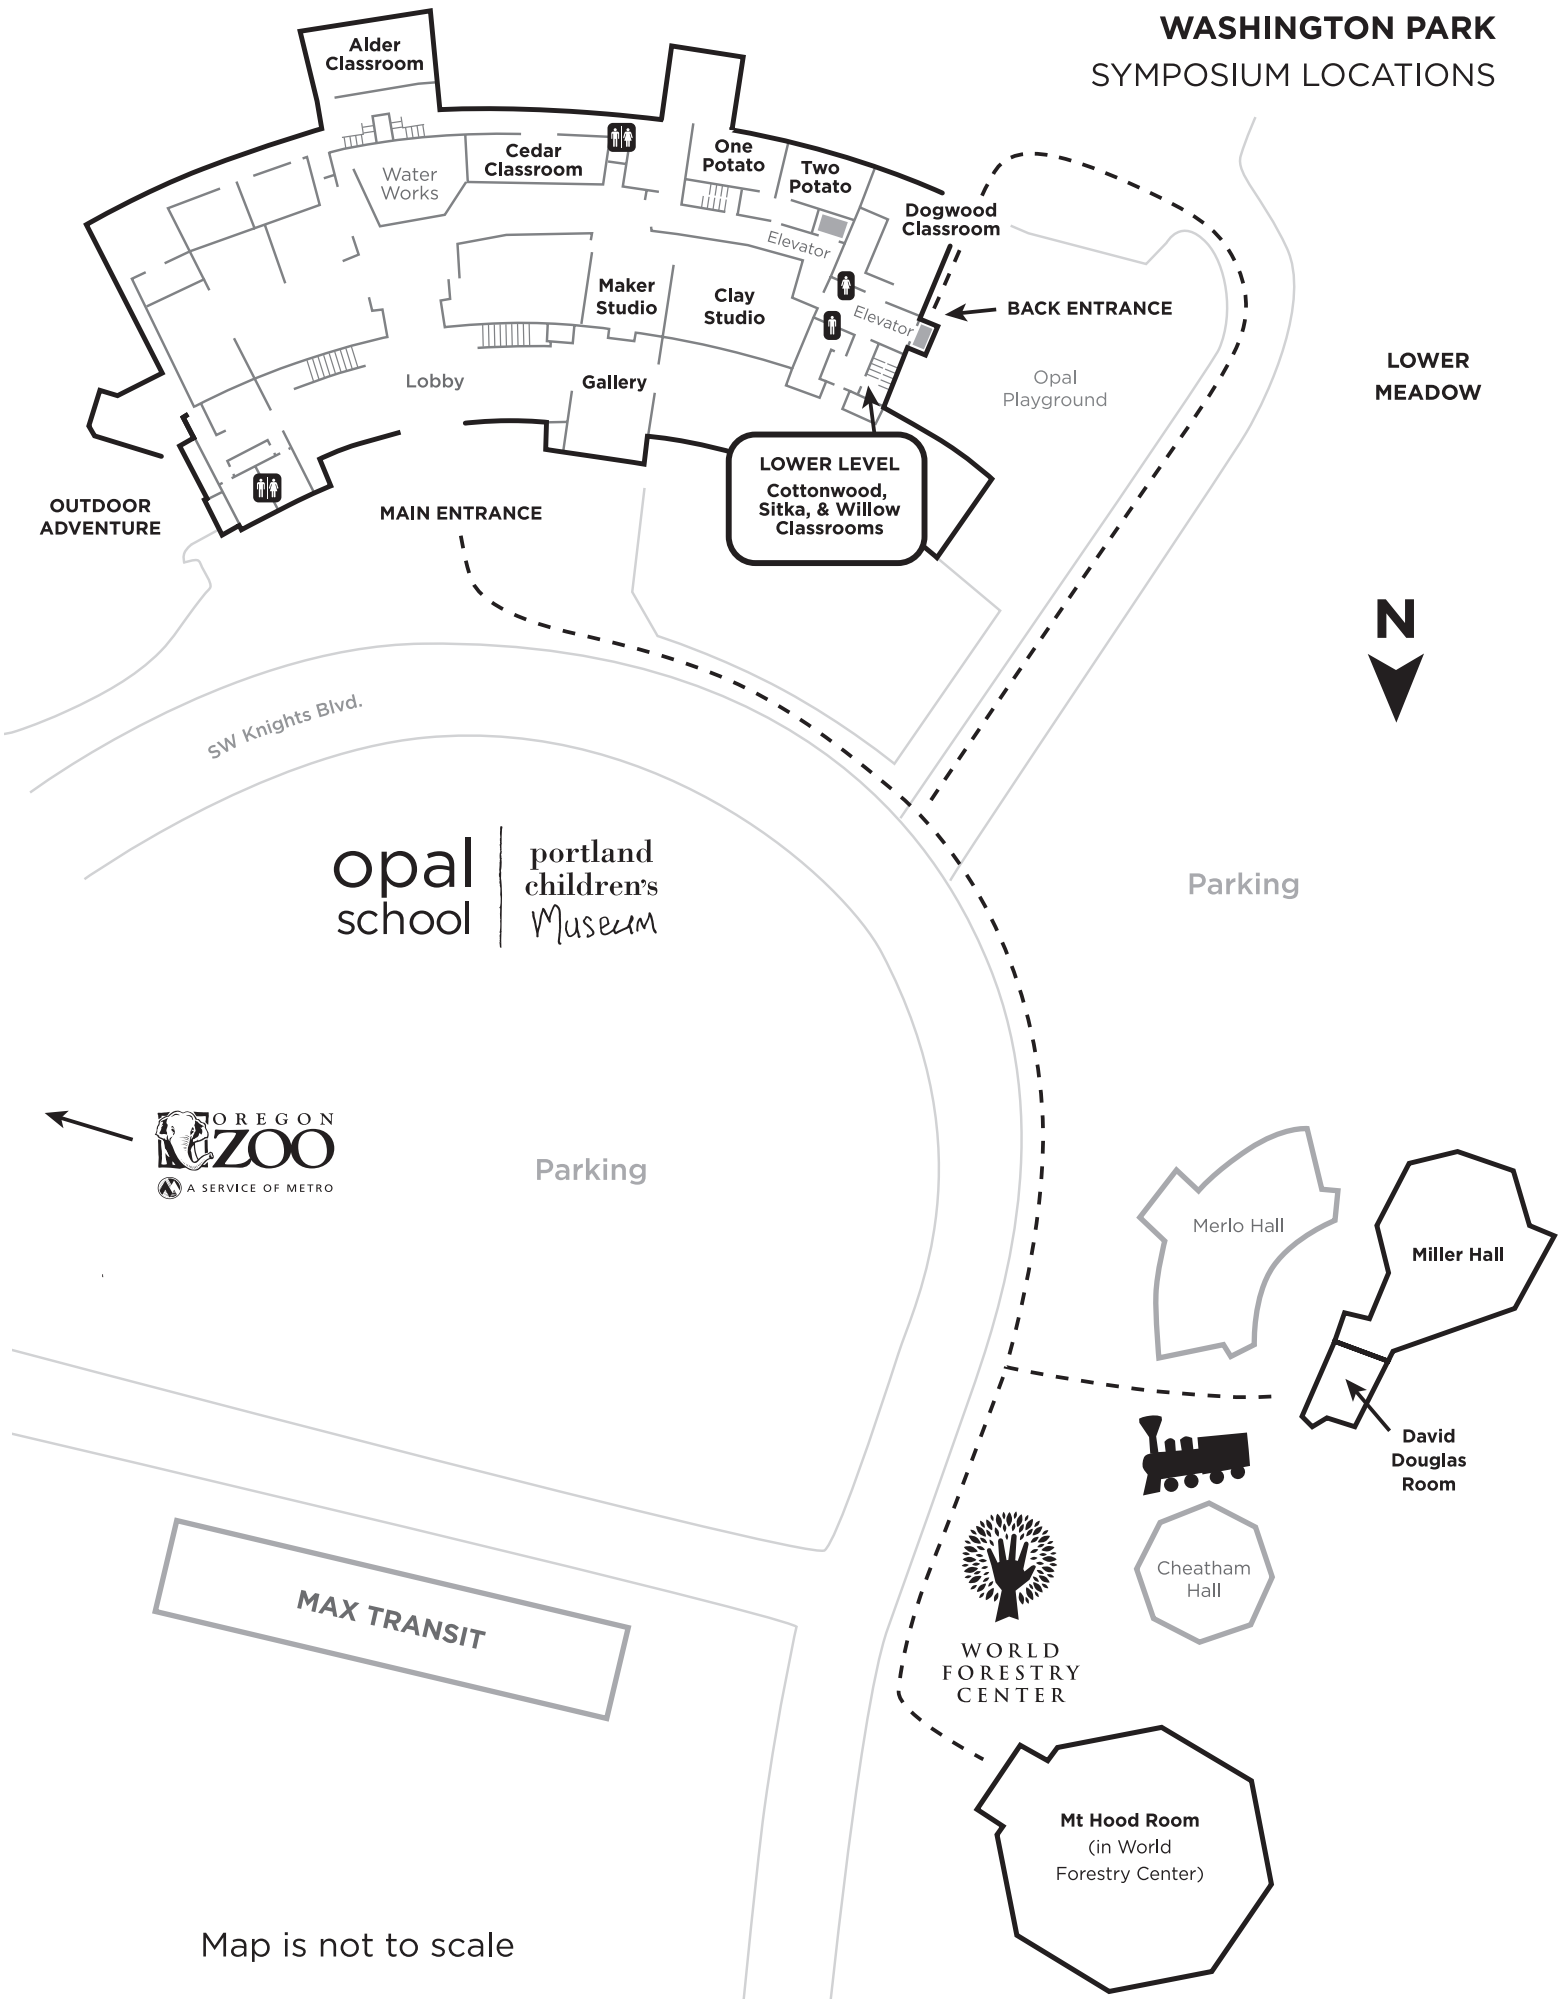 WASHINGTON PARK
SYMPOSIUM LOCATIONS
Alder
Classroom
Water
Works
Cedar
Classroom
One
Potato
Two
Potato
Dogwood
Classroom
Elevator
Maker
Studio
Clay
Studio
Elevator
BACK ENTRANCE
Lobby
Gallery
Opal
Playground
LOWER
MEADOW
LOWER LEVEL
Cottonwood,
Sitka, & Willow
Classrooms
OUTDOOR
ADVENTURE
MAIN ENTRANCE
N
SW Knights Blvd.
opal
school
portland
children's
Museum
Parking
OREGON
ZOO
A SERVICE OF METRO
Parking
Merlo Hall
Miller Hall
David
Douglas
Room
Cheatham
Hall
MAX TRANSIT
WORLD
FORESTRY
CENTER
Mt Hood Room
(in World
Forestry Center)
Map is not to scale